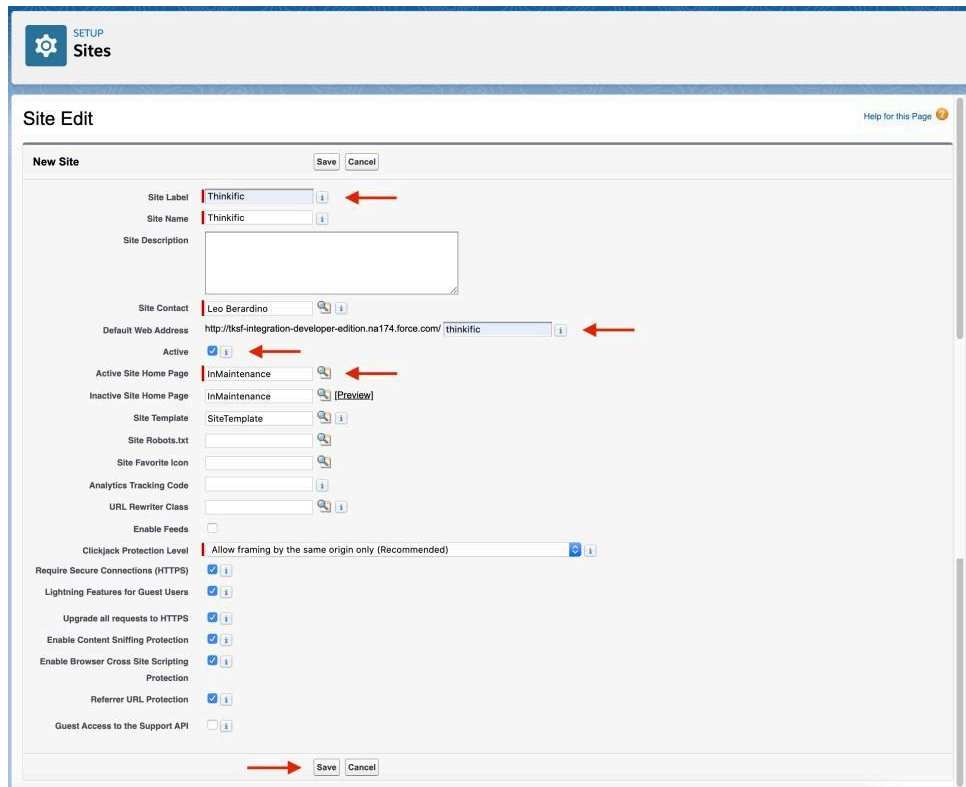 SETUP
Sites
Site Edit
Help for this Page ?
New Site Save Cancel
Site Label Thinkific i
Site Name Thinkific i
Site Description
Site Contact Leo Berardino i
Default Web Address http://tksf-integration-developer-edition.na174.force.com/ thinkific i
Active i
Active Site Home Page InMaintenance
Inactive Site Home Page InMaintenance [Preview]
Site Template SiteTemplate i
Site Robots.txt
Site Favorite Icon
Analytics Tracking Code i
URL Rewriter Class i
Enable Feeds
Clickjack Protection Level Allow framing by the same origin only (Recommended) i
Require Secure Connections (HTTPS) i
Lightning Features for Guest Users i
Upgrade all requests to HTTPS i
Enable Content Sniffing Protection i
Enable Browser Cross Site Scripting i
Protection
Referrer URL Protection i
Guest Access to the Support API i
Save Cancel